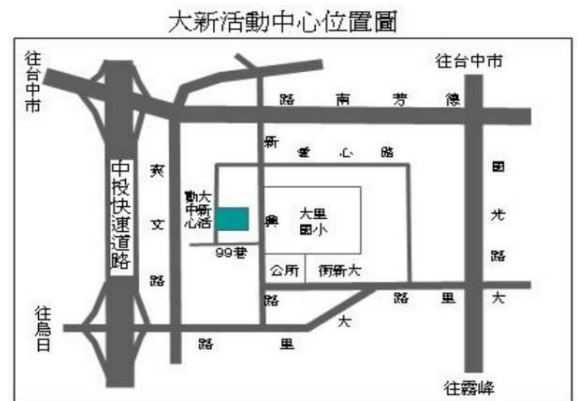 大新活動中心位置圖
往台中市
往台中市
路南芳德
新興路
愛心路
中投快速道路
爽文路
國光路
大新活動中心
大里國小
99巷
公所
衛新大
路里大
路里大
往烏日
往霧峰